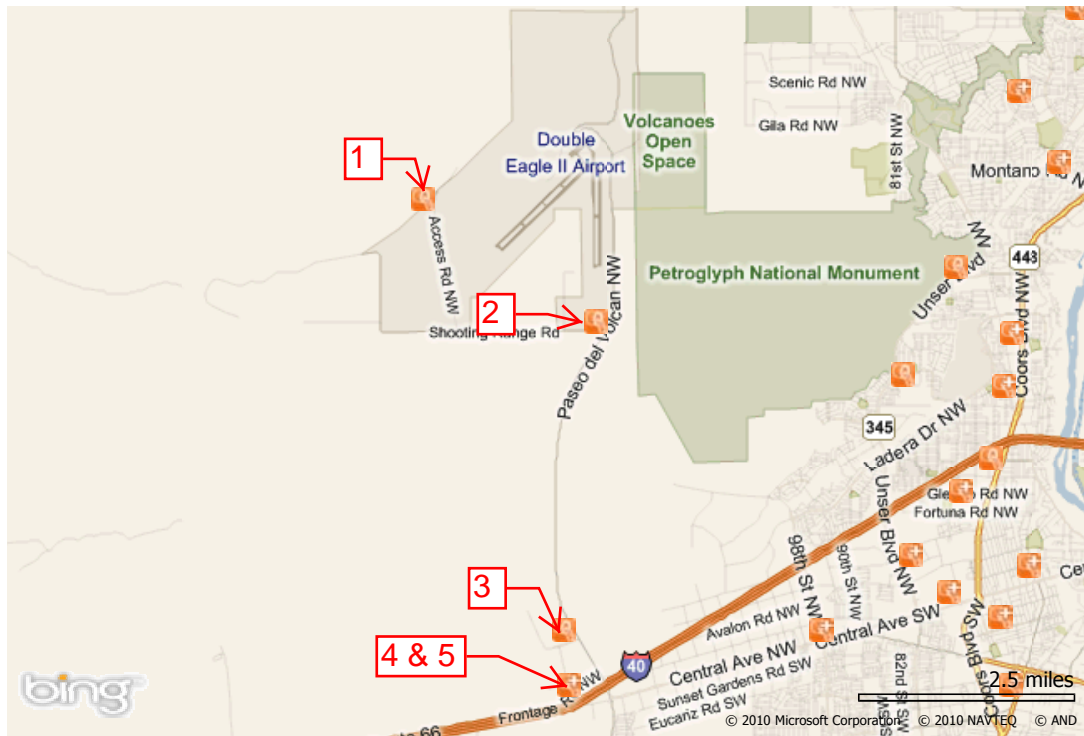 Scenic Rd NW
Gila Rd NW
Volcanoes
Open
Space
Double
Eagle II Airport
81st St NW
Montano Rd N
1
Access Rd NW
Petroglyph National Monument
Unser Blvd NW
448
Coors Blvd NW
2
Shooting Range Rd
Paseo del Volcan NW
345
Ladera Dr NW
Unser Blvd NW
Rd NW
Fortuna Rd NW
98th St NW
90th St NW
3
Avalon Rd NW
Central Ave SW
Ce
4 & 5
40
Central Ave NW
Sunset Gardens Rd SW
Eucariz Rd SW
82nd St SW
Coors Blvd SW
Frontage Rd NW
66
bing
2.5 miles
© 2010 Microsoft Corporation © 2010 NAVTEQ © AND